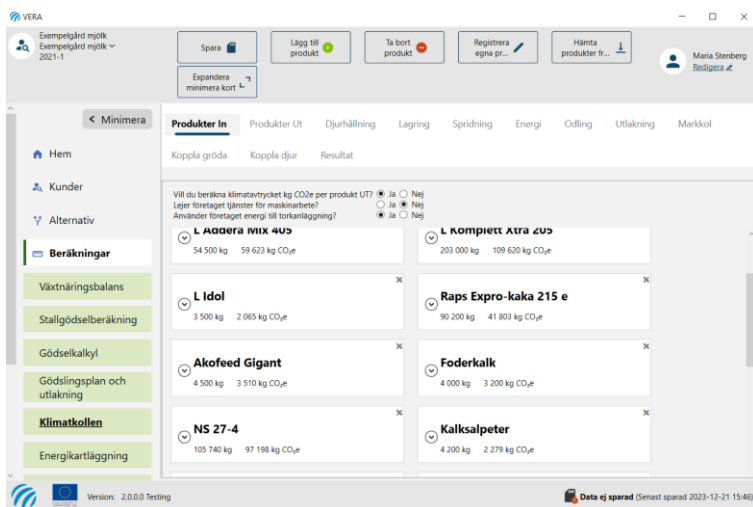 VERA
Exempelgård mjölk
Exempelgård mjölk
2021-1
Spara
Lägg till
produkt
Ta bort
produkt
Registrera
egna pr...
Hämta
produkter fr...
Expandera
minimera kort
Maria Stenberg
Redigera
Minimera
Hem
Kunder
Alternativ
Beräkningar
Växtnäringsbalans
Stallgödselberäkning
Gödselkalkyl
Gödslingsplan och
utlakning
Klimatkollen
Energikartläggning
Produkter In Produkter Ut Djurhållning Lagring Spridning Energi Odling Utlakning Markkol
Koppla gröda Koppla djur Resultat
Vill du beräkna klimatavtrycket kg CO2e per produkt UT? Ja Nej
Lejer företaget tjänster för maskinarbete? Ja Nej
Använder företaget energi till torkanläggning? Ja Nej
L Addera Mix 405
54 500 kg 59 623 kg CO₂e
L Komplett Xtra 205
203 000 kg 109 620 kg CO₂e
L Idol
3 500 kg 2 065 kg CO₂e
Raps Expro-kaka 215 e
90 200 kg 41 803 kg CO₂e
Akofeed Gigant
4 500 kg 3 510 kg CO₂e
Foderkalk
4 000 kg 3 200 kg CO₂e
NS 27-4
105 740 kg 97 198 kg CO₂e
Kalksalpeter
4 200 kg 2 279 kg CO₂e
Version: 2.0.0.0 Testing
Data ej sparad (Senast sparad 2023-12-21 15:46)